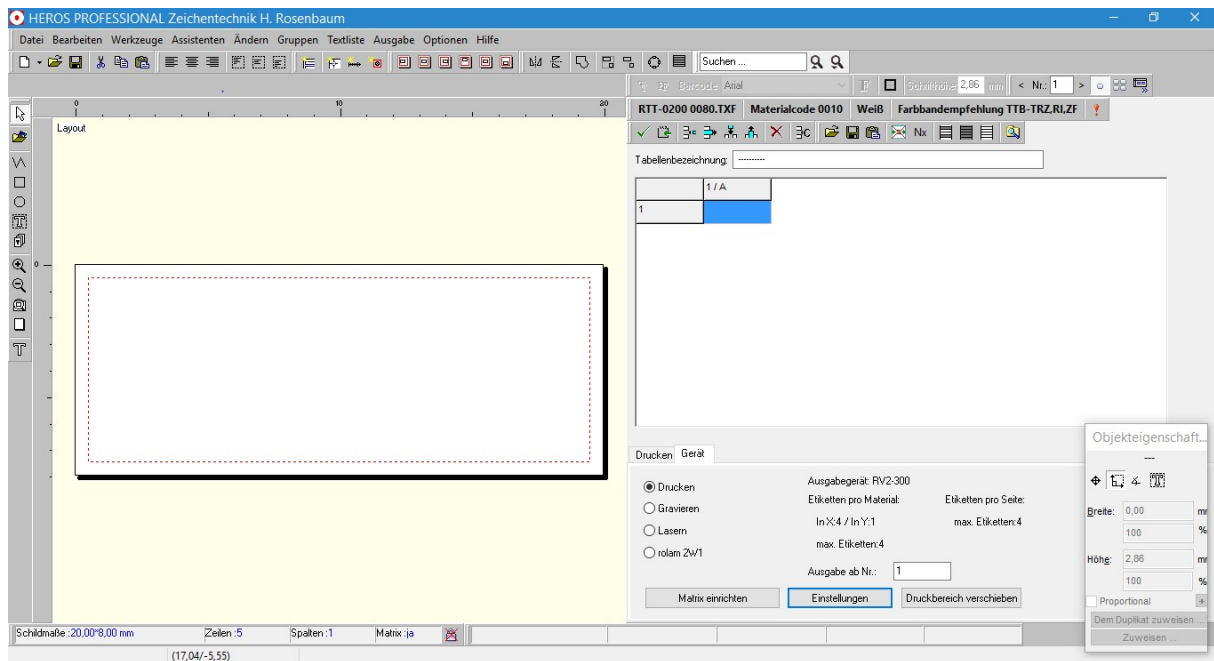 HEROS PROFESSIONAL Zeichentechnik H. Rosenbaum
Datei Bearbeiten Werkzeuge Assistenten Ändern Gruppen Textliste Ausgabe Optionen Hilfe
Suchen ...
Barcode Arial F Schrifthöhe 2,86 mm < Nr.: 1 >
0 10 20
RTT-0200 0080.TXF Materialcode 0010 Weiß Farbbandempfehlung TTB-TRZ,RI,ZF
Layout
Nx
Tabellenbezeichnung: ----------
1 / A
1
0
Drucken Gerät
Drucken
Gravieren
Lasern
rolam 2W1
Ausgabegerät: RV2-300
Etiketten pro Material: Etiketten pro Seite:
In X:4 / In Y:1 max. Etiketten:4
max. Etiketten:4
Ausgabe ab Nr.: 1
Matrix einrichten Einstellungen Druckbereich verschieben
Objekteigenschaft...
---
Breite: 0,00 mm
100 %
Höhe: 2,86 mm
100 %
Proportional +
Dem Duplikat zuweisen ...
Zuweisen ...
Schildmaße :20,00*8,00 mm Zeilen :5 Spalten :1 Matrix :ja
(17,04/-5,55)